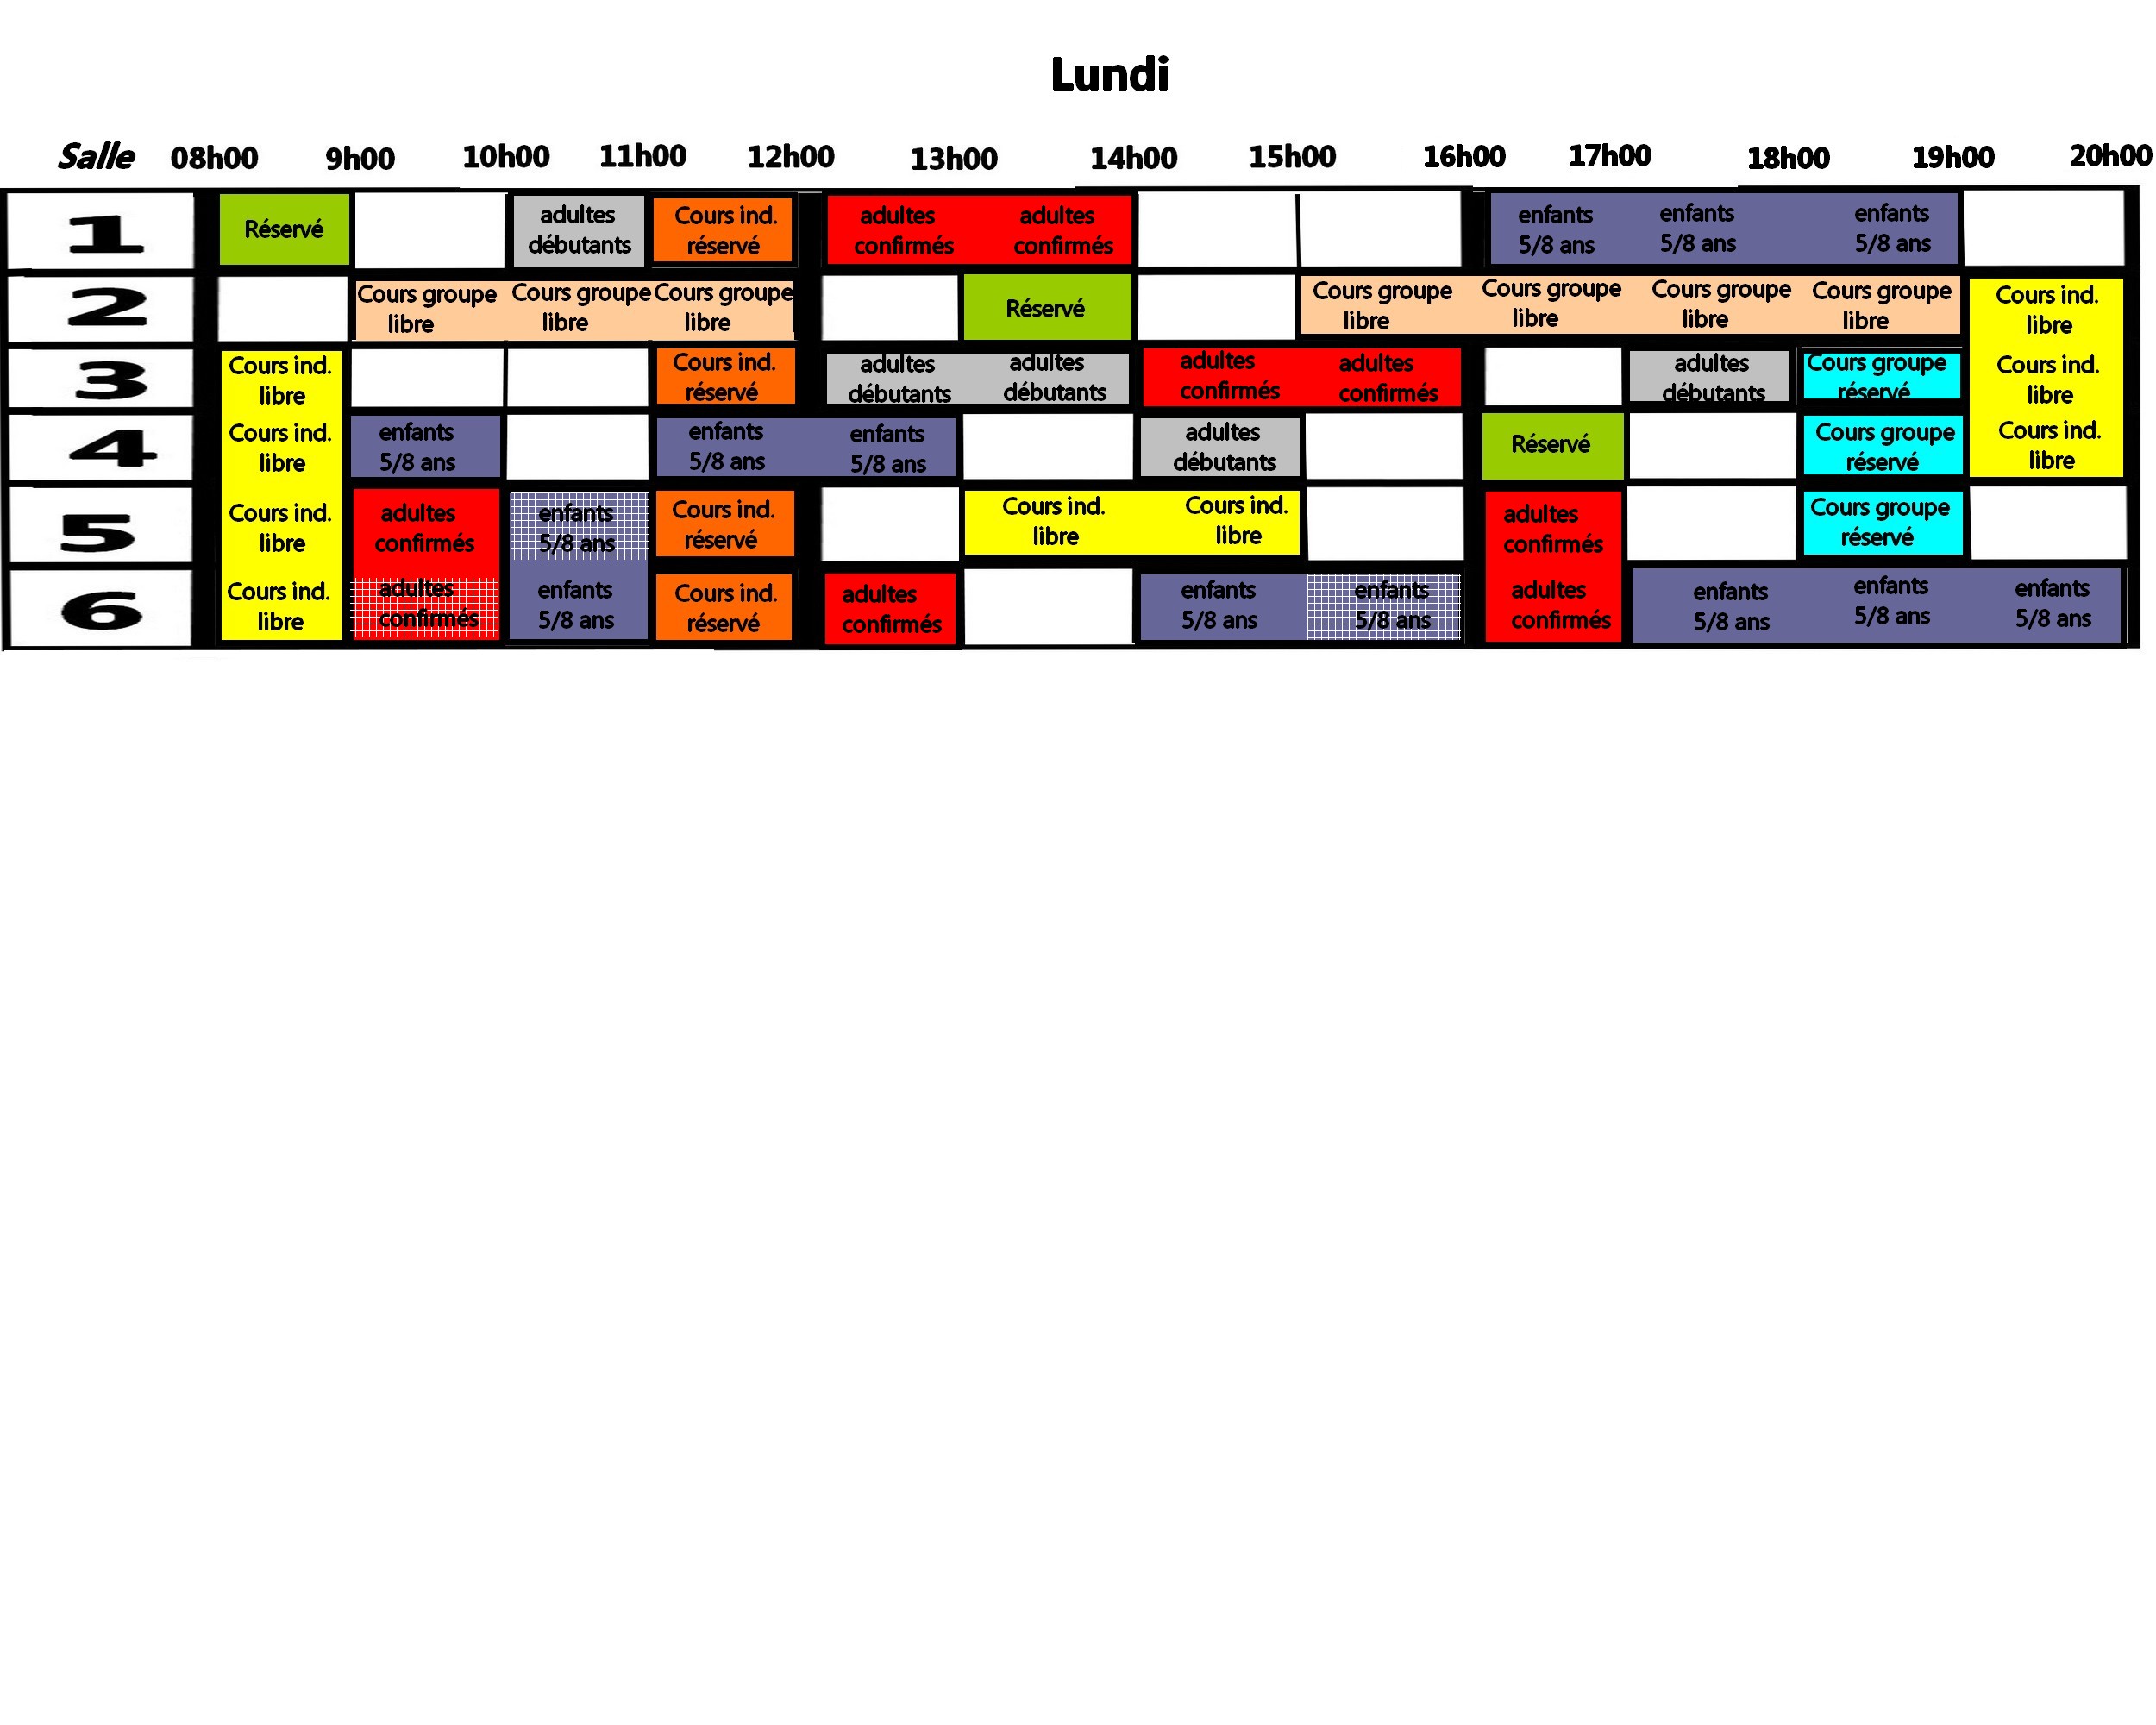 Lundi
Salle 08h00 9h00 10h00 11h00 12h00 13h00 14h00 15h00 16h00 17h00 18h00 19h00 20h00
1
Réservé
adultes
débutants
Cours ind.
réservé
adultes
confirmés
adultes
confirmés
enfants
5/8 ans
enfants
5/8 ans
enfants
5/8 ans
2
Cours groupe
libre
Cours groupe
libre
Cours groupe
libre
Réservé
Cours groupe
libre
Cours groupe
libre
Cours groupe
libre
Cours groupe
libre
Cours ind.
libre
3
Cours ind.
libre
Cours ind.
réservé
adultes
débutants
adultes
débutants
adultes
confirmés
adultes
confirmés
adultes
débutants
Cours groupe
réservé
Cours ind.
libre
4
Cours ind.
libre
enfants
5/8 ans
enfants
5/8 ans
enfants
5/8 ans
adultes
débutants
Réservé
Cours groupe
réservé
Cours ind.
libre
5
Cours ind.
libre
adultes
confirmés
enfants
5/8 ans
Cours ind.
réservé
Cours ind.
libre
Cours ind.
libre
adultes
confirmés
Cours groupe
réservé
6
Cours ind.
libre
adultes
confirmés
enfants
5/8 ans
Cours ind.
réservé
adultes
confirmés
enfants
5/8 ans
enfants
5/8 ans
adultes
confirmés
enfants
5/8 ans
enfants
5/8 ans
enfants
5/8 ans